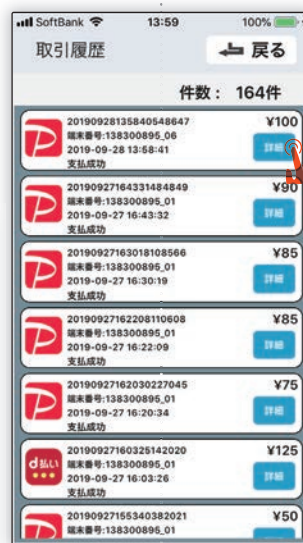 SoftBank 13:59 100%
取引履歴 戻る
件数： 164件
20190928135840548647 ¥100
端末番号:138300895_06
2019-09-28 13:58:41 詳細
支払成功
20190927164331484849 ¥90
端末番号:138300895_01
2019-09-27 16:43:32 詳細
支払成功
20190927163018108566 ¥85
端末番号:138300895_01
2019-09-27 16:30:19 詳細
支払成功
20190927162208110608 ¥85
端末番号:138300895_01
2019-09-27 16:22:09 詳細
支払成功
20190927162030227045 ¥75
端末番号:138300895_01
2019-09-27 16:20:34 詳細
支払成功
20190927160325142020 ¥125
d払い 端末番号:138300895_01
2019-09-27 16:03:26 詳細
支払成功
20190927155340382021 ¥50
端末番号:138300895_01